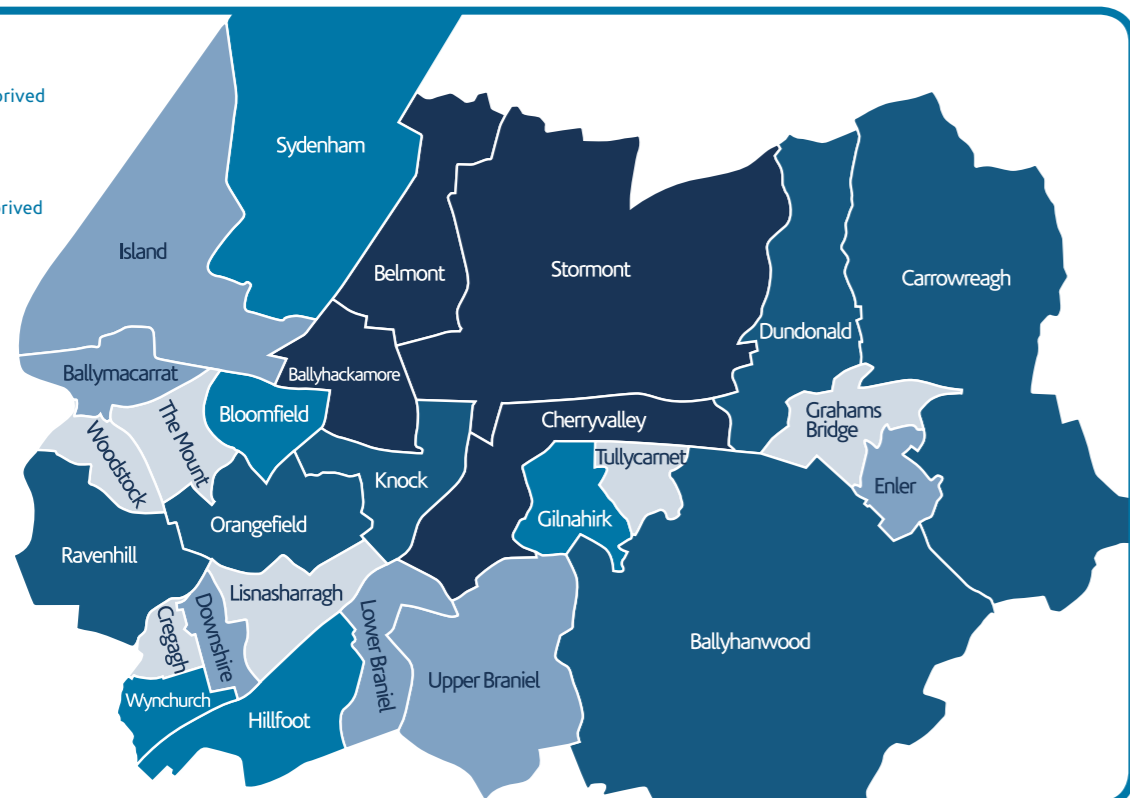 Sydenham
Island
Belmont
Stormont
Carrowreagh
Dundonald
Ballymacarrat
Ballyhackamore
The Mount
Bloomfield
Cherryvalley
Grahams
Bridge
Woodstock
Tullycarnet
Knock
Enler
Orangefield
Gilnahirk
Ravenhill
Lisnasharragh
Downshire
Cregagh
Lower Braniel
Ballyhanwood
Upper Braniel
Wynchurch
Hillfoot